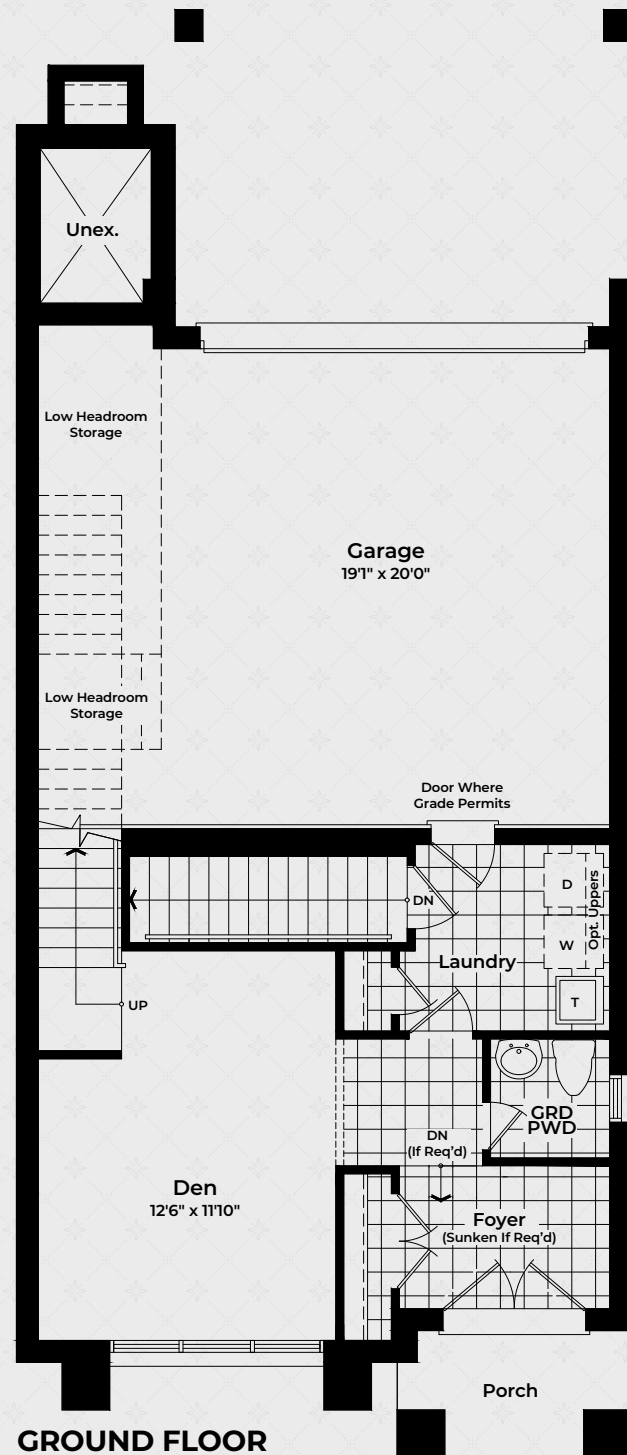 Unex.
Low Headroom
Storage
Garage
19'1" x 20'0"
Low Headroom
Storage
Door Where
Grade Permits
DN
D
W
Opt. Uppers
T
Laundry
UP
GRD
PWD
DN
(If Req'd)
Den
12'6" x 11'10"
Foyer
(Sunken If Req'd)
Porch
GROUND FLOOR